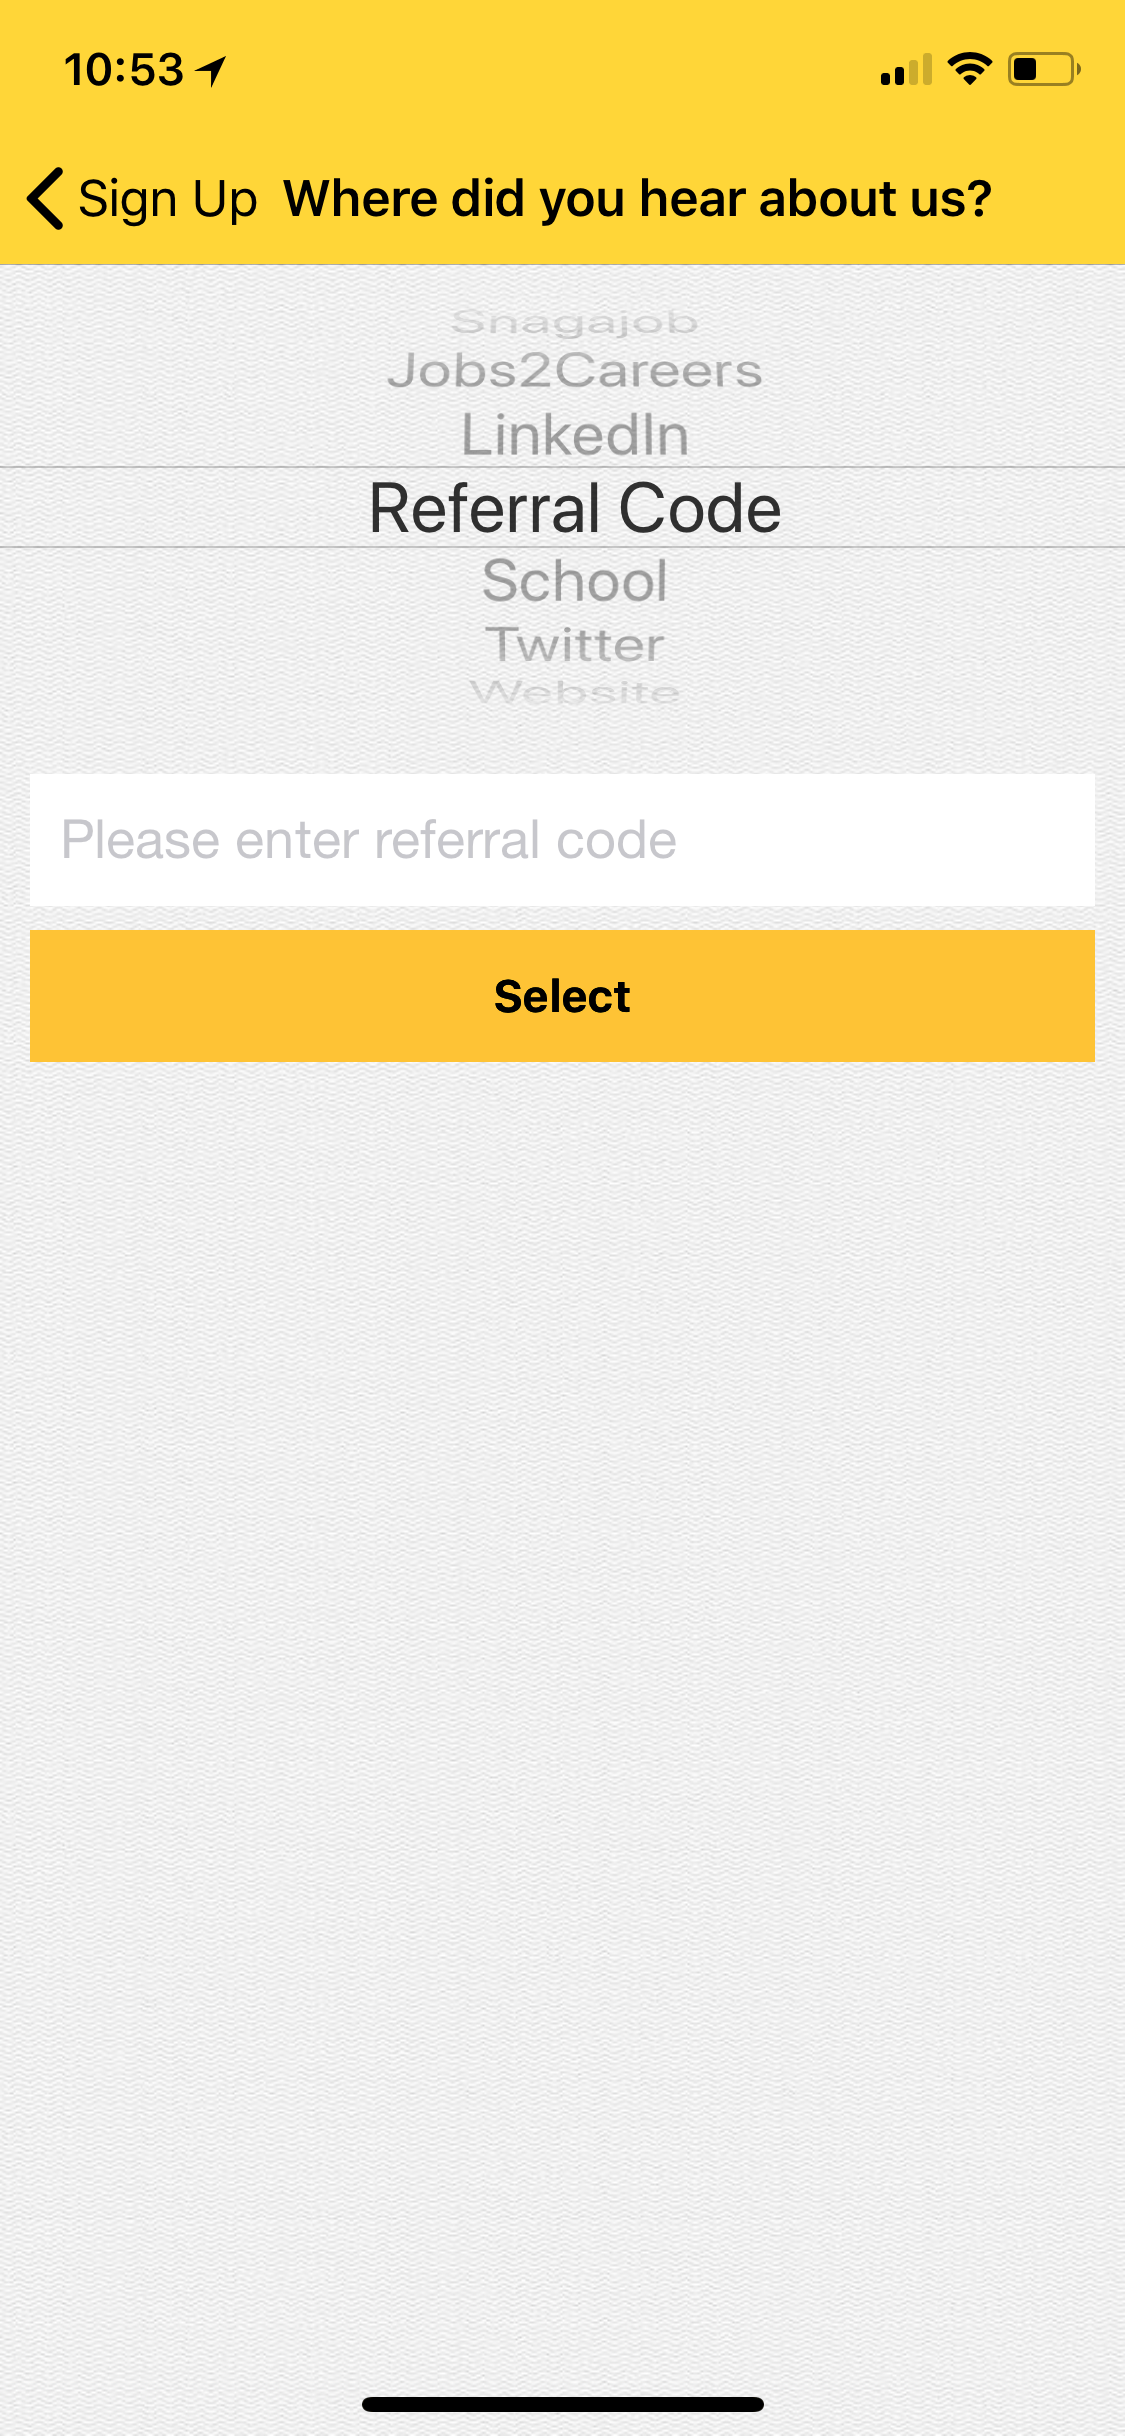 10:53
Sign Up Where did you hear about us?
Snagajob
Jobs2Careers
LinkedIn
Referral Code
School
Twitter
Website
Please enter referral code
Select